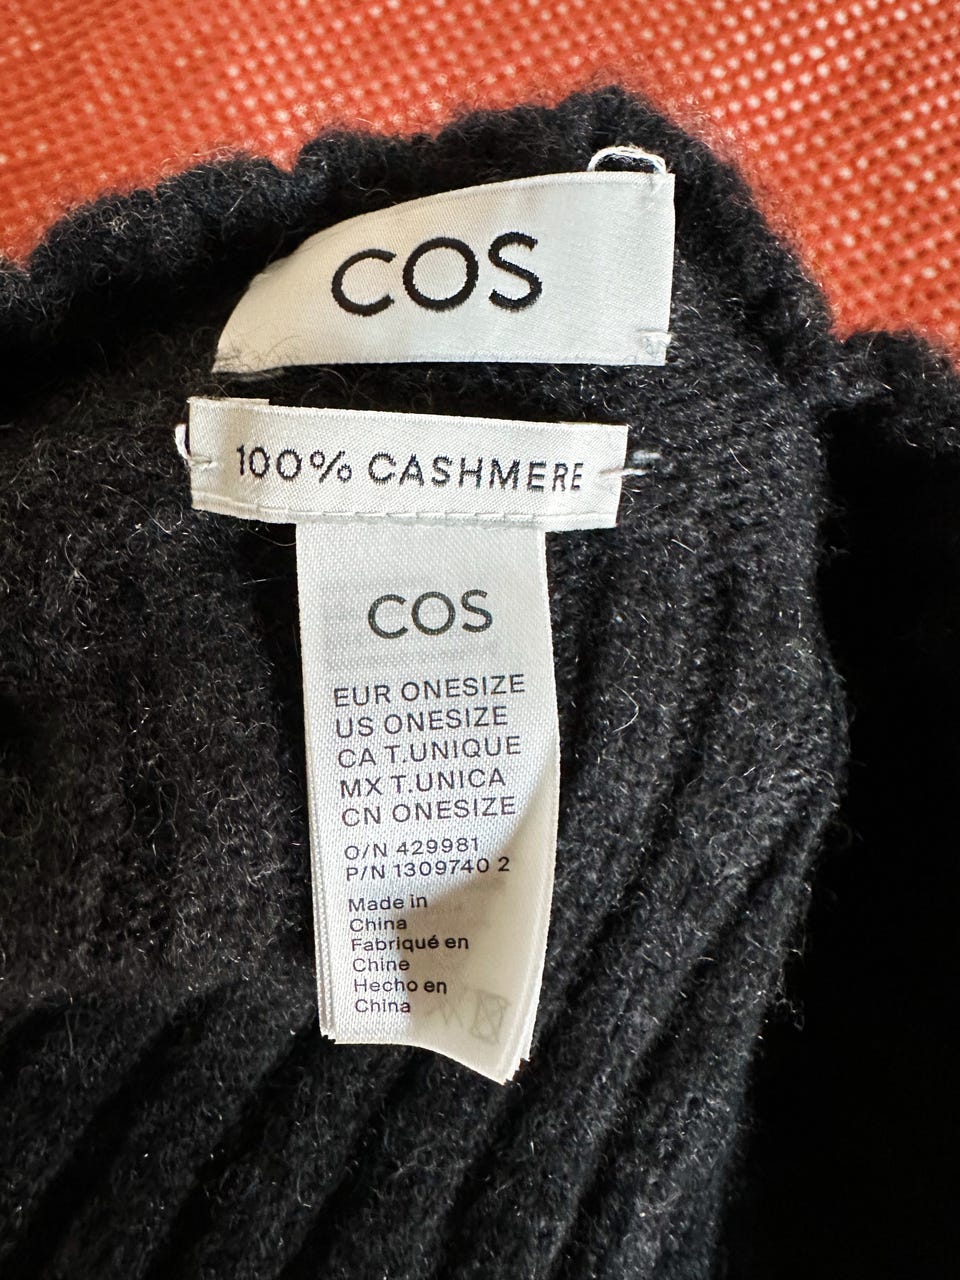 COS
100% CASHMERE
COS
EUR ONESIZE
US ONESIZE
CA T.UNIQUE
MX T.UNICA
CN ONESIZE
O/N 429981
P/N 1309740 2
Made in
China
Fabriqué en
Chine
Hecho en
China